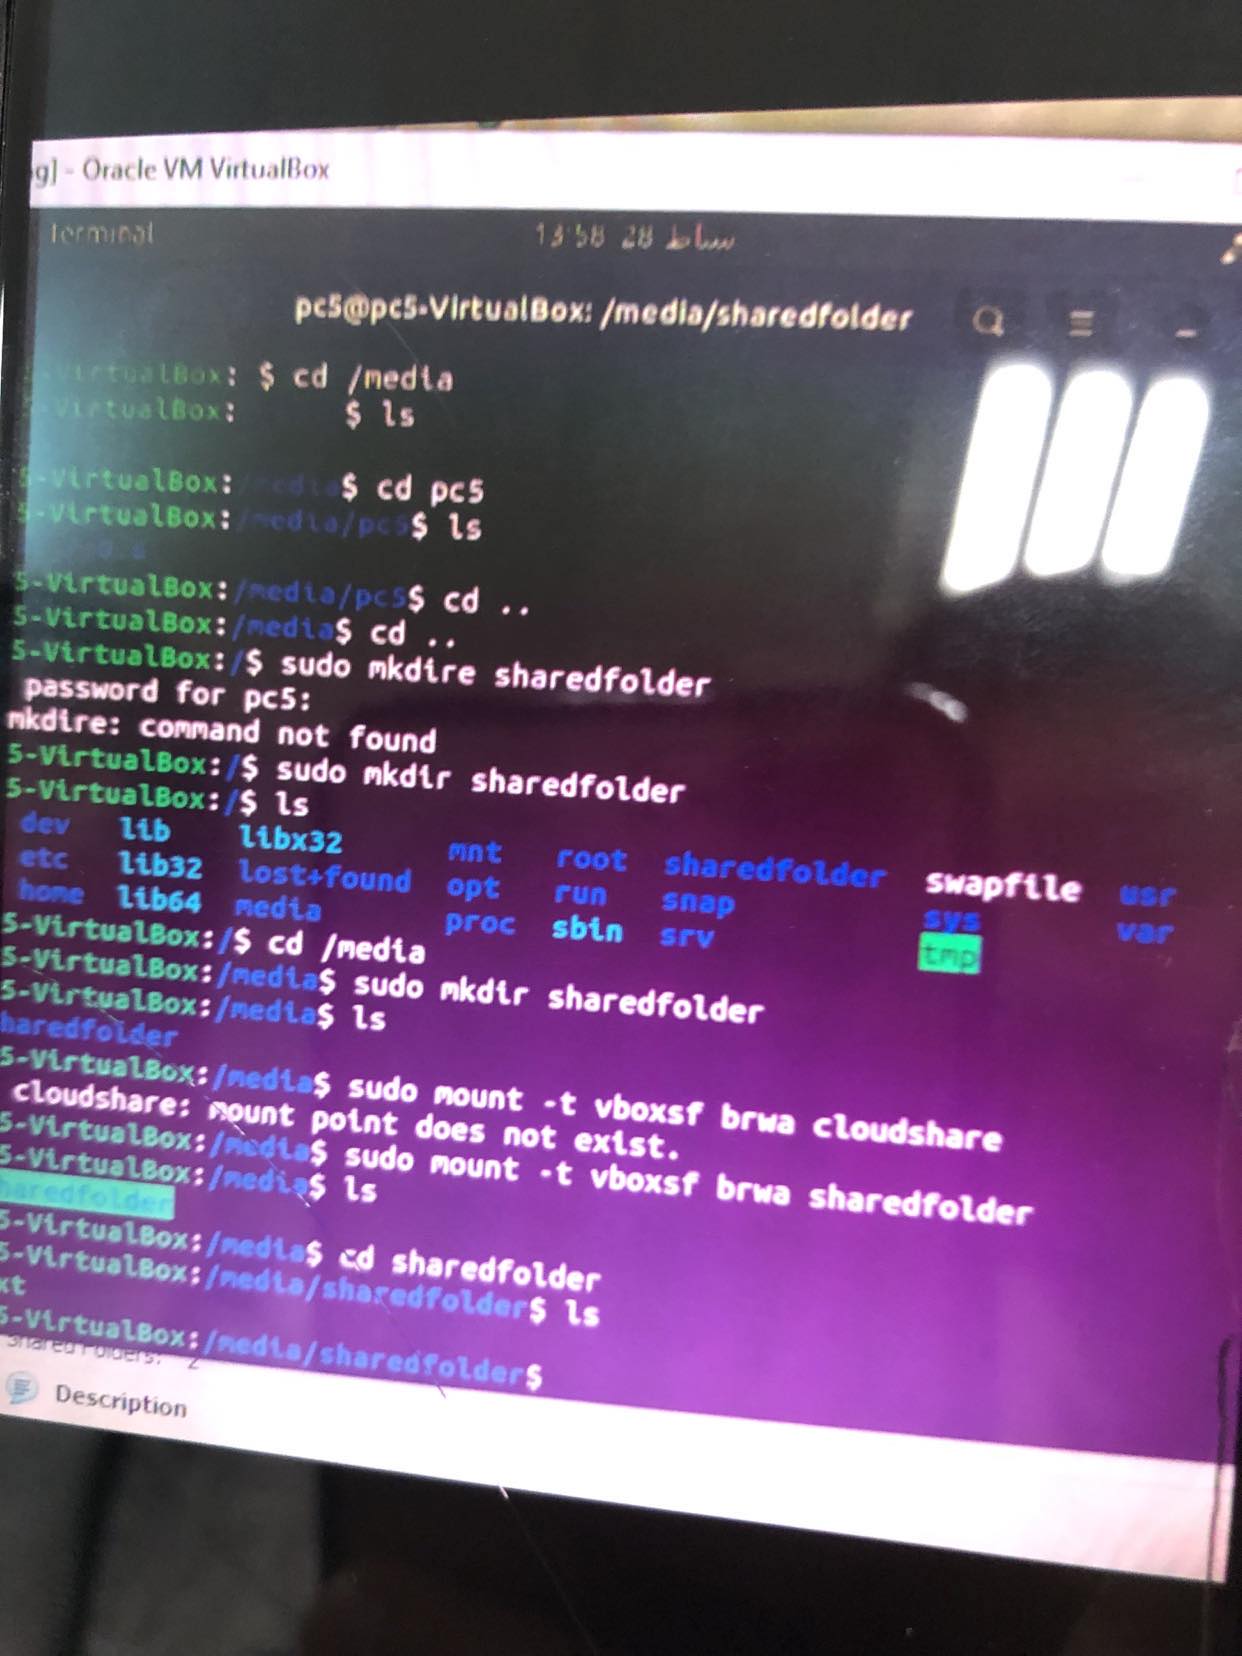 g] - Oracle VM VirtualBox
Terminal
13:58 28 سباط
pc5@pc5-VirtualBox: /media/sharedfolder
-VirtualBox: $ cd /media
-VirtualBox: $ ls
5-VirtualBox:/media$ cd pc5
5-VirtualBox:/media/pc5$ ls
5-VirtualBox:/media/pc5$ cd ..
5-VirtualBox:/media$ cd ..
5-VirtualBox:/$ sudo mkdire sharedfolder
password for pc5:
mkdire: command not found
5-VirtualBox:/$ sudo mkdir sharedfolder
5-VirtualBox:/$ ls
dev lib libx32 mnt root sharedfolder swapfile usr
etc lib32 lost+found opt run snap sys var
home lib64 media proc sbin srv tmp
5-VirtualBox:/$ cd /media
5-VirtualBox:/media$ sudo mkdir sharedfolder
5-VirtualBox:/media$ ls
haredfolder
5-VirtualBox:/media$ sudo mount -t vboxsf brwa cloudshare
cloudshare: mount point does not exist.
5-VirtualBox:/media$ sudo mount -t vboxsf brwa sharedfolder
5-VirtualBox:/media$ ls
haredfolder
5-VirtualBox:/media$ cd sharedfolder
5-VirtualBox:/media/sharedfolder$ ls
xt
5-VirtualBox:/media/sharedfolder$
Shared Folders: 2
Description